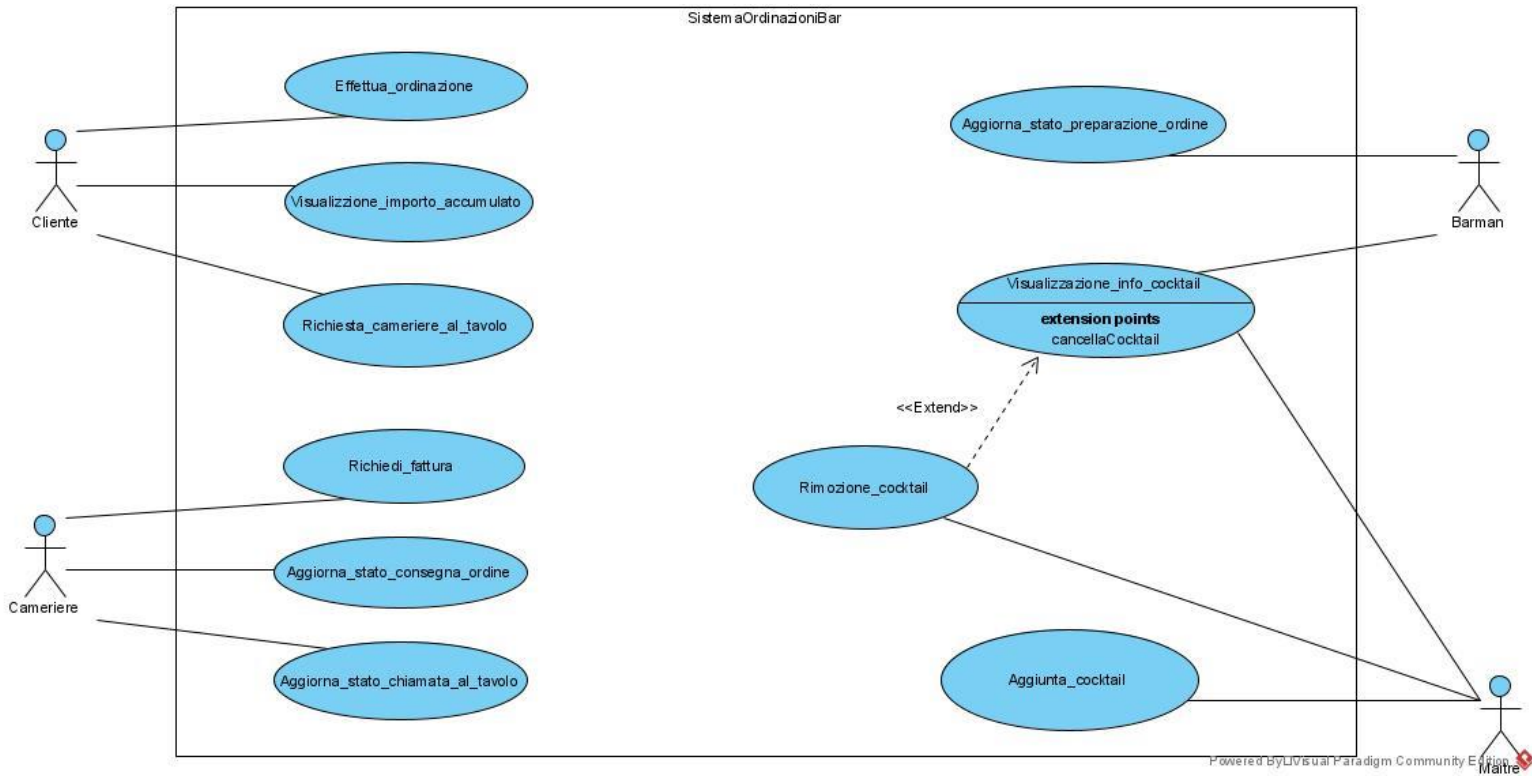 SistemaOrdinazioniBar
Effettua_ordinazione
Aggiorna_stato_preparazione_ordine
Visualizzione_importo_accumulato
Cliente
Barman
Visualizzazione_info_cocktail
extension points
cancellaCocktail
Richiesta_cameriere_al_tavolo
<<Extend>>
Richiedi_fattura
Rimozione_cocktail
Aggiorna_stato_consegna_ordine
Cameriere
Aggiorna_stato_chiamata_al_tavolo
Aggiunta_cocktail
Powered By Visual Paradigm Community Edition
Maitre